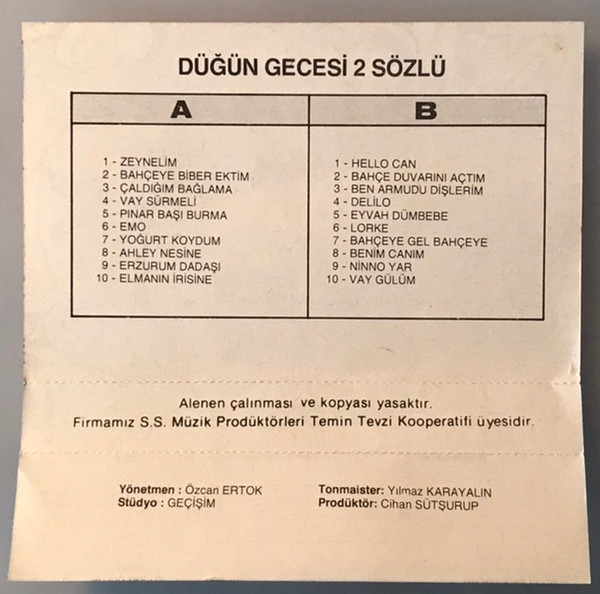 DÜĞÜN GECESİ 2 SÖZLÜ
A
1 - ZEYNELİM
2 - BAHÇEYE BİBER EKTİM
3 - ÇALDIĞIM BAĞLAMA
4 - VAY SÜRMELİ
5 - PINAR BAŞI BURMA
6 - EMO
7 - YOĞURT KOYDUM
8 - AHLEY NESİNE
9 - ERZURUM DADAŞI
10 - ELMANIN İRİSİNE
B
1 - HELLO CAN
2 - BAHÇE DUVARINI AÇTIM
3 - BEN ARMUDU DİŞLERİM
4 - DELİLO
5 - EYVAH DÜMBEBE
6 - LORKE
7 - BAHÇEYE GEL BAHÇEYE
8 - BENİM CANIM
9 - NINNO YAR
10 - VAY GÜLÜM
Alenen çalınması ve kopyası yasaktır.
Firmamız S.S. Müzik Prodüktörleri Temin Tevzi Kooperatifi üyesidir.
Yönetmen : Özcan ERTOK
Stüdyo : GEÇİŞİM
Tonmaister: Yılmaz KARAYALIN
Prodüktör: Cihan SÜTŞURUP